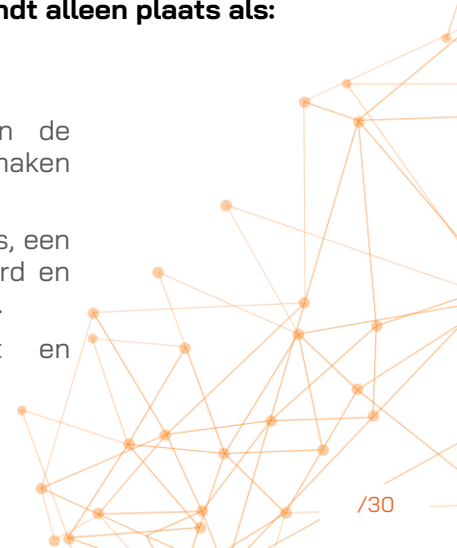 ndt alleen plaats als:
n de
naken
s, een
rd en
en
/30